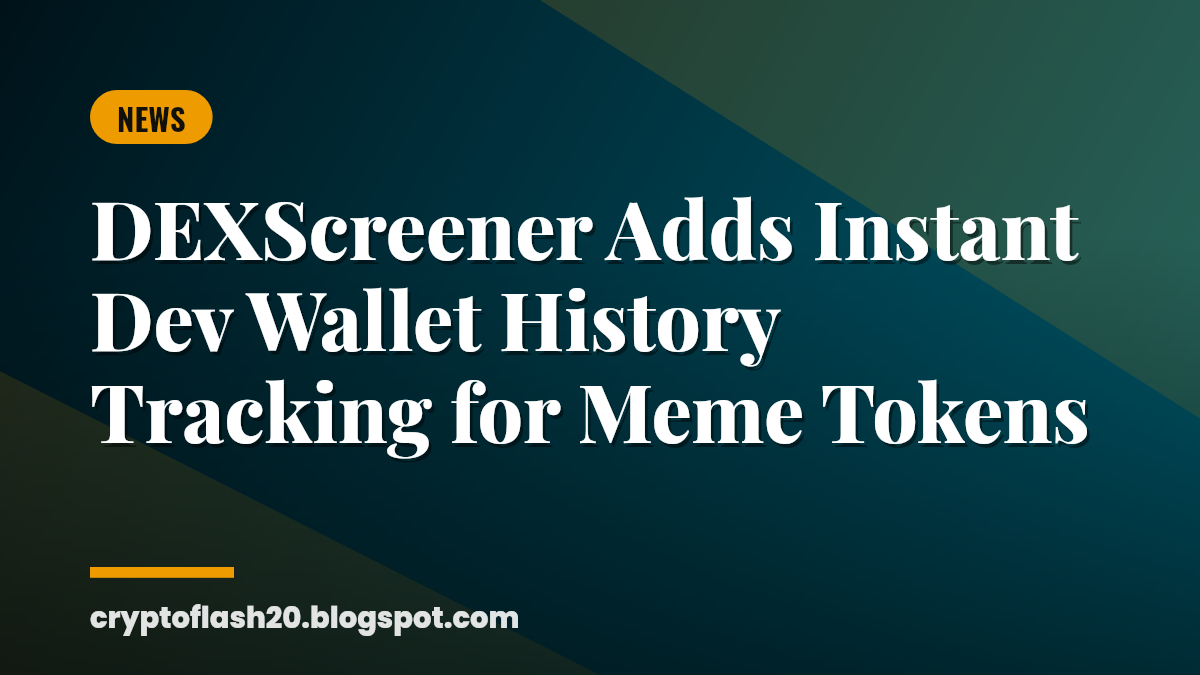 NEWS
DEXScreener Adds Instant
Dev Wallet History
Tracking for Meme Tokens
cryptoflash20.blogspot.com